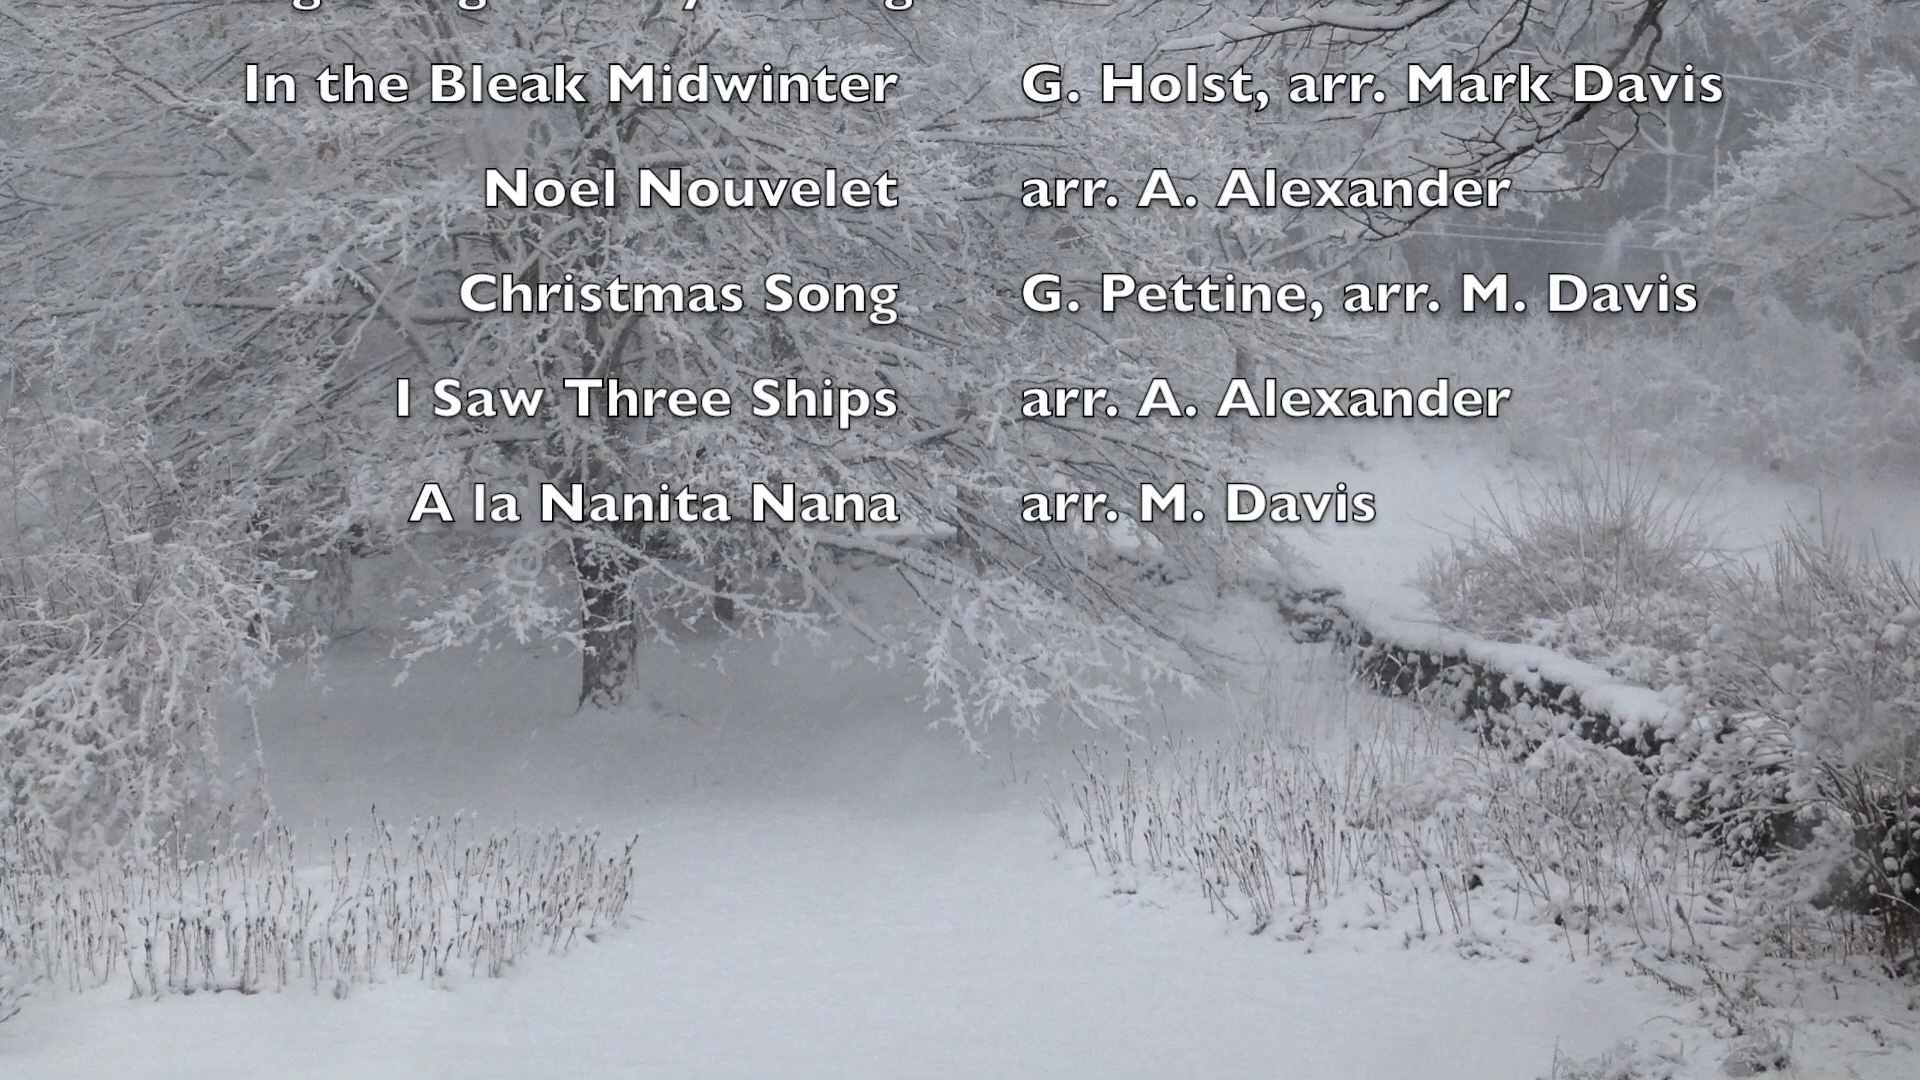 In the Bleak Midwinter G. Holst, arr. Mark Davis
Noel Nouvelet arr. A. Alexander
Christmas Song G. Pettine, arr. M. Davis
I Saw Three Ships arr. A. Alexander
A la Nanita Nana arr. M. Davis